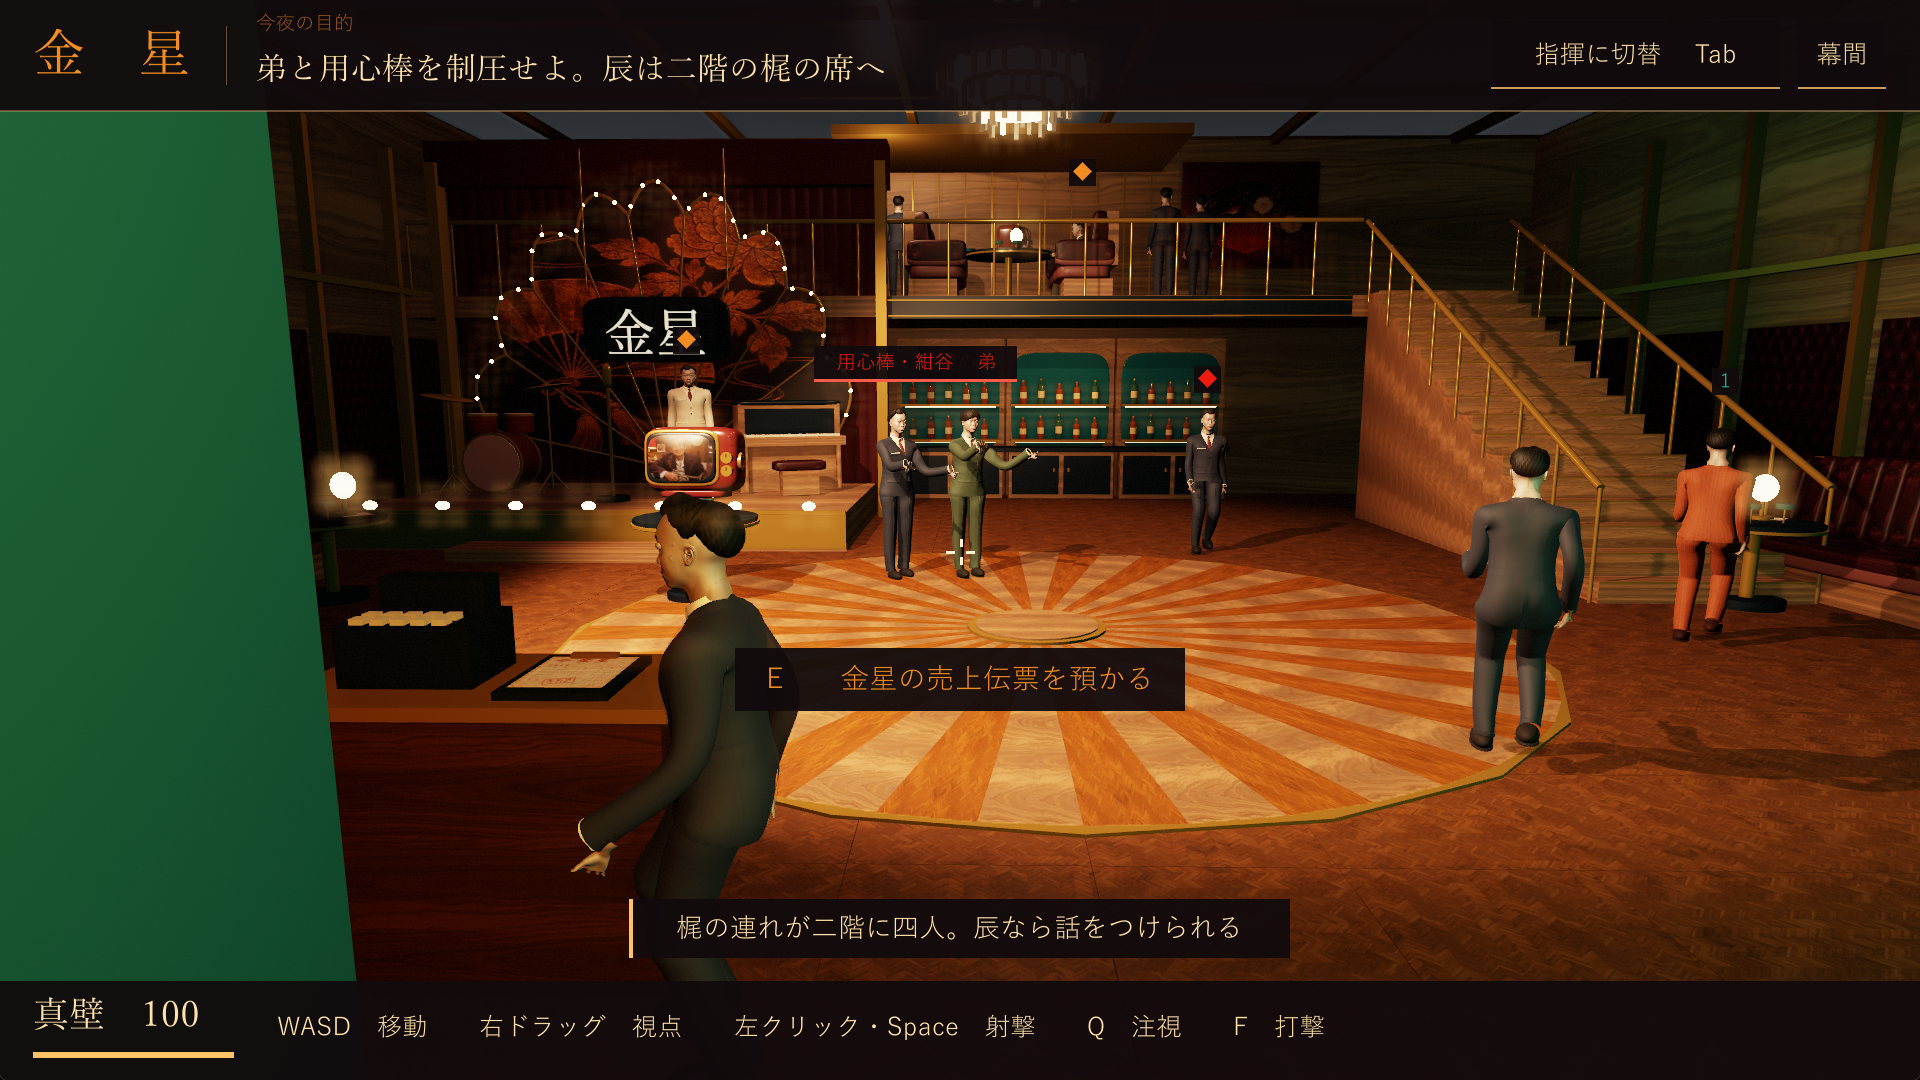 金 星
今夜の目的
弟と用心棒を制圧せよ。辰は二階の梶の席へ
指揮に切替 Tab
幕間
金星
用心棒・紺谷 弟
1
E 金星の売上伝票を預かる
梶の連れが二階に四人。辰なら話をつけられる
真壁 100
WASD 移動 右ドラッグ 視点 左クリック・Space 射撃 Q 注視 F 打撃